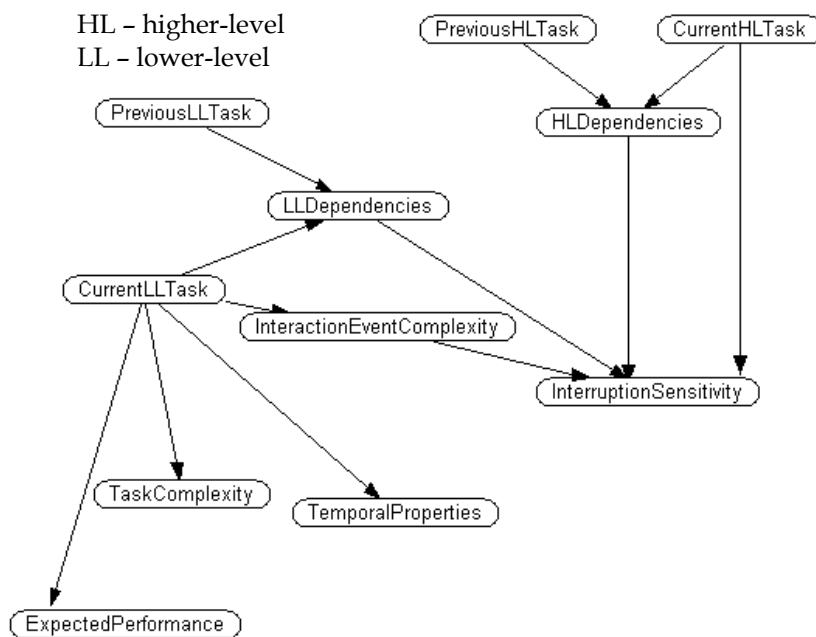 HL – higher-level
LL – lower-level
PreviousHLTask
CurrentHLTask
PreviousLLTask
HLDependencies
LLDependencies
CurrentLLTask
InteractionEventComplexity
InterruptionSensitivity
TaskComplexity
TemporalProperties
ExpectedPerformance